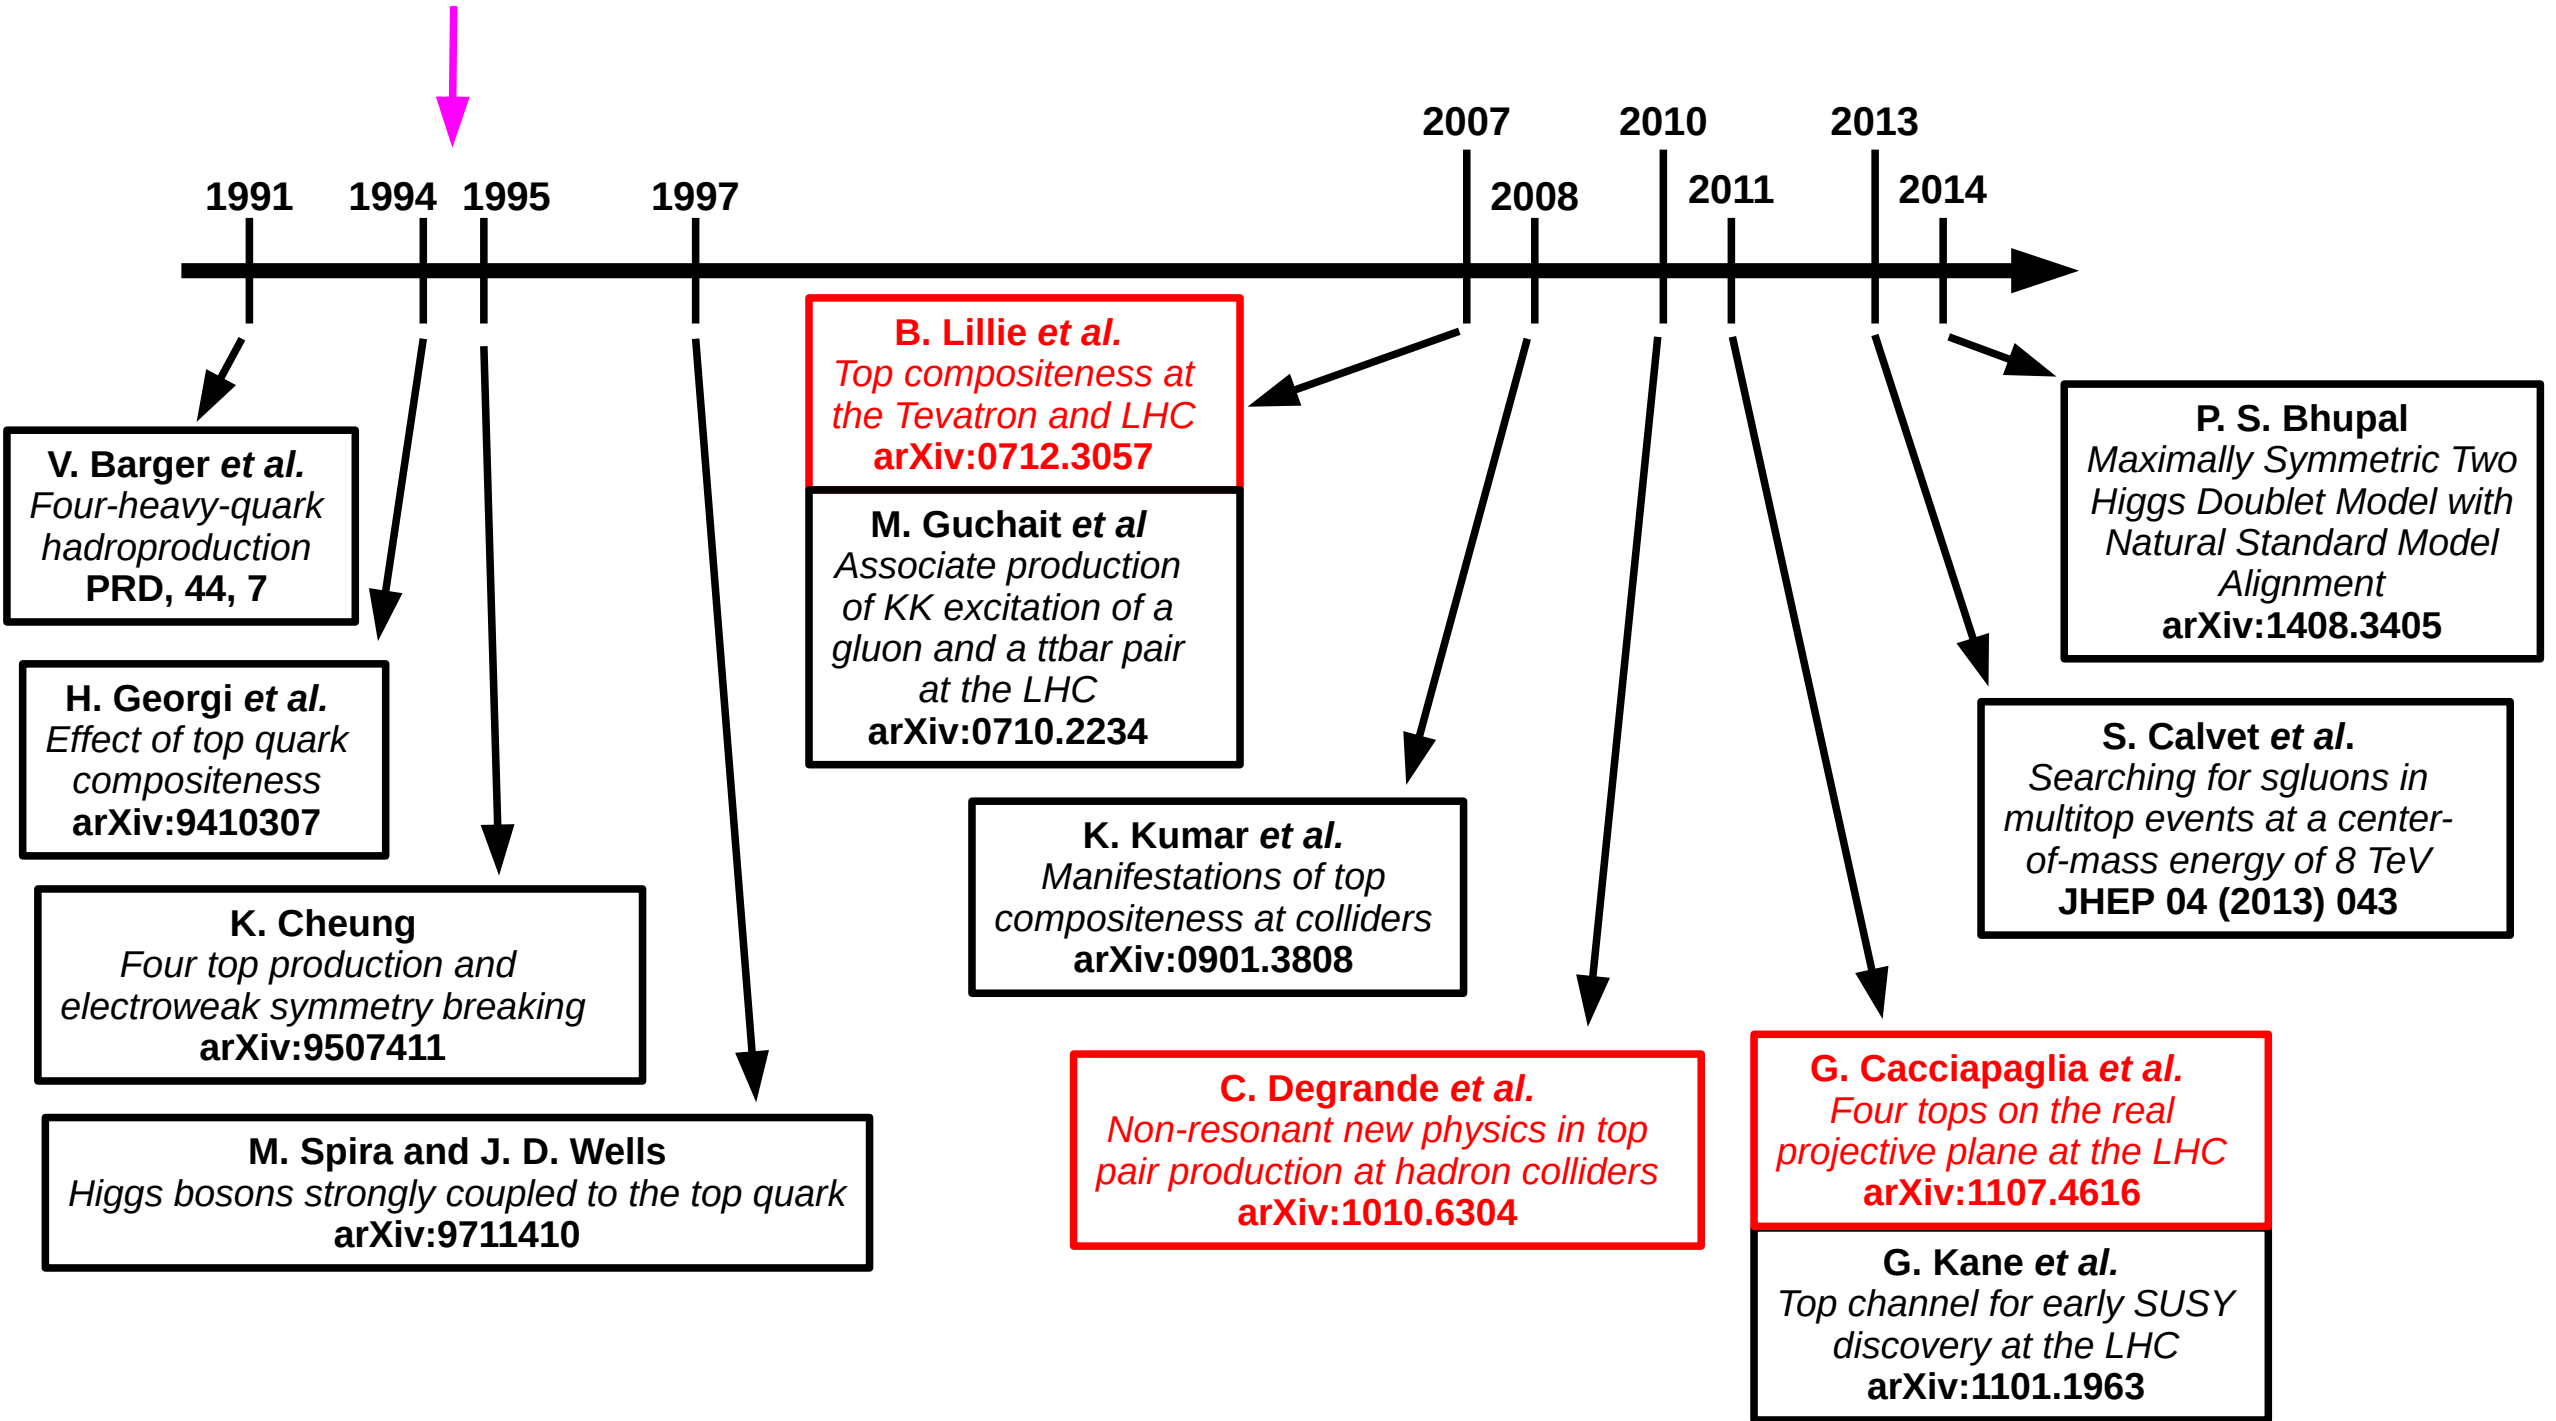 1991
1994
1995
1997
2007
2008
2010
2011
2013
2014
V. Barger et al.
Four-heavy-quark
hadroproduction
PRD, 44, 7
H. Georgi et al.
Effect of top quark
compositeness
arXiv:9410307
K. Cheung
Four top production and
electroweak symmetry breaking
arXiv:9507411
M. Spira and J. D. Wells
Higgs bosons strongly coupled to the top quark
arXiv:9711410
B. Lillie et al.
Top compositeness at
the Tevatron and LHC
arXiv:0712.3057
M. Guchait et al
Associate production
of KK excitation of a
gluon and a ttbar pair
at the LHC
arXiv:0710.2234
K. Kumar et al.
Manifestations of top
compositeness at colliders
arXiv:0901.3808
C. Degrande et al.
Non-resonant new physics in top
pair production at hadron colliders
arXiv:1010.6304
G. Cacciapaglia et al.
Four tops on the real
projective plane at the LHC
arXiv:1107.4616
G. Kane et al.
Top channel for early SUSY
discovery at the LHC
arXiv:1101.1963
S. Calvet et al.
Searching for sgluons in
multitop events at a center-
of-mass energy of 8 TeV
JHEP 04 (2013) 043
P. S. Bhupal
Maximally Symmetric Two
Higgs Doublet Model with
Natural Standard Model
Alignment
arXiv:1408.3405